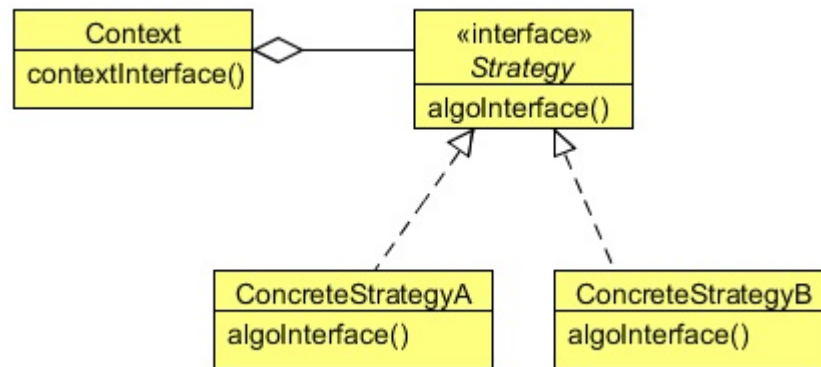 Context
contextInterface()
«interface»
Strategy
algoInterface()
ConcreteStrategyA
algoInterface()
ConcreteStrategyB
algoInterface()